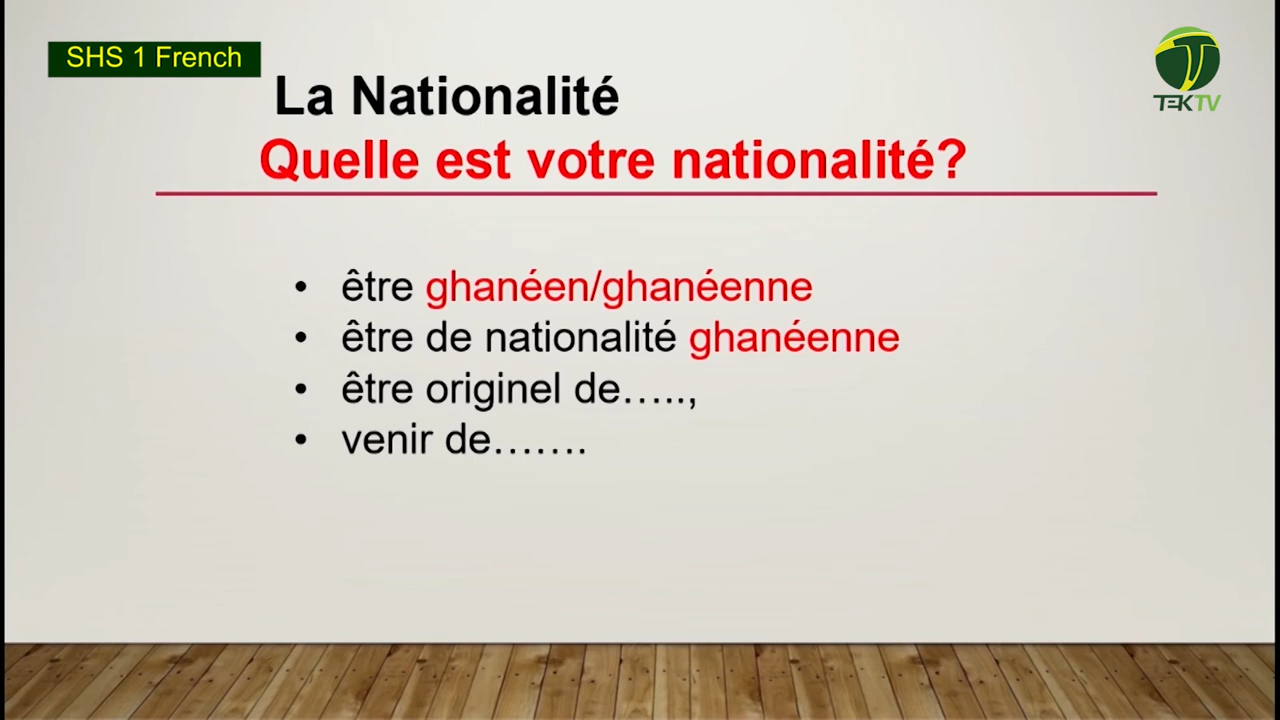 SHS 1 French
TEKTV
La Nationalité
Quelle est votre nationalité?
• être ghanéen/ghanéenne
• être de nationalité ghanéenne
• être originel de…..,
• venir de…….